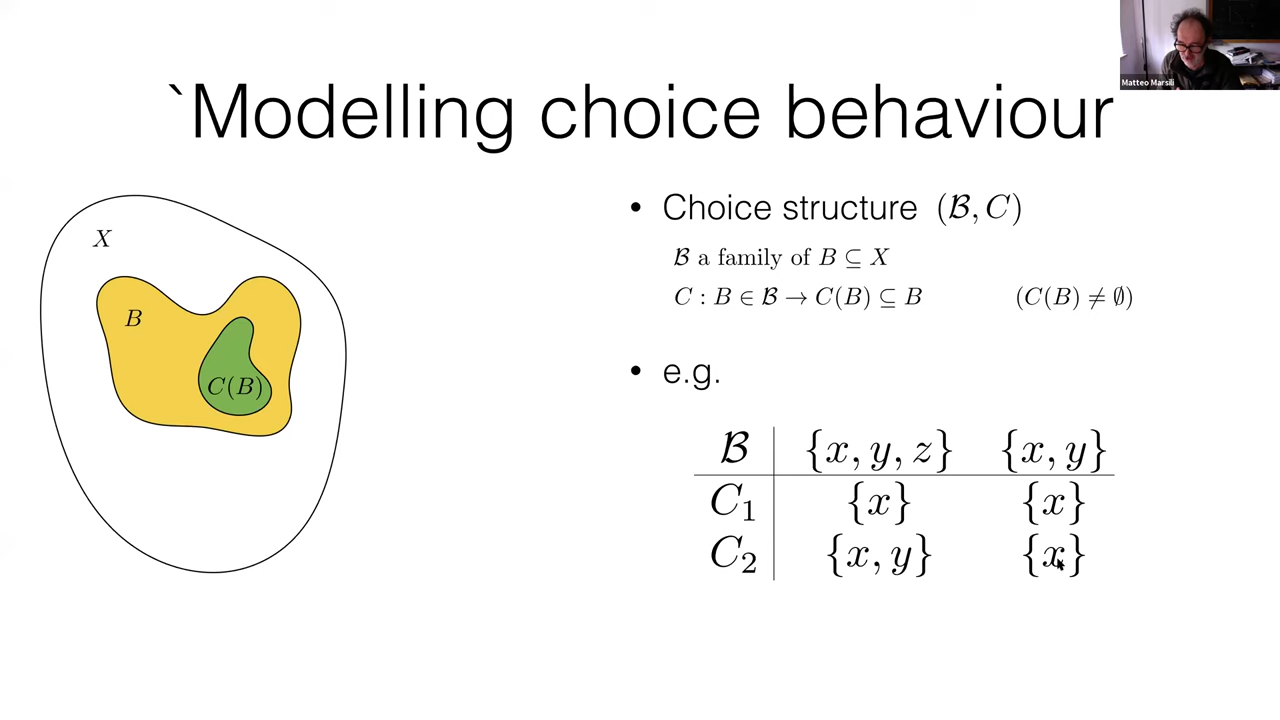 Matteo Marsili
`Modelling choice behaviour
X
B
C(B)
• Choice structure (ℬ, C)
ℬ a family of B ⊆ X
C : B ∈ ℬ → C(B) ⊆ B (C(B) ≠ ∅)
• e.g.
ℬ {x, y, z} {x, y}
C₁ {x} {x}
C₂ {x, y} {x}